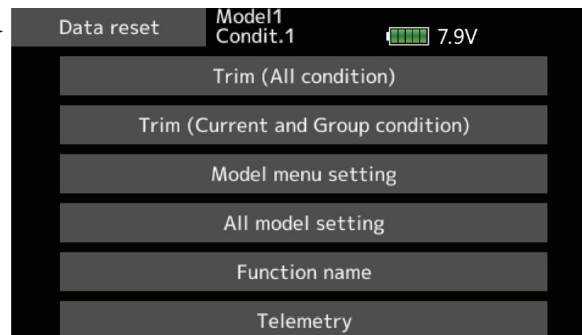 Data reset
Model1
Condit.1
7.9V
Trim (All condition)
Trim (Current and Group condition)
Model menu setting
All model setting
Function name
Telemetry